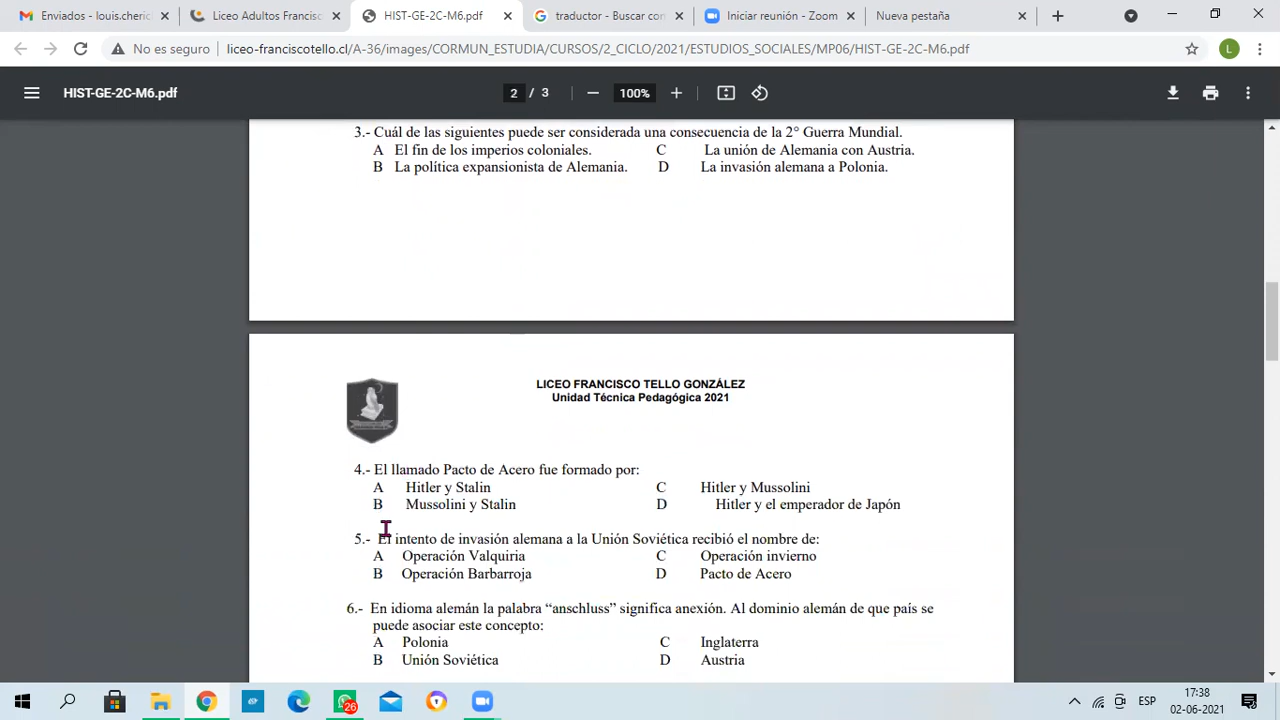 Enviados - louis.cheric
Liceo Adultos Francisc
HIST-GE-2C-M6.pdf
traductor - Buscar con
Iniciar reunión - Zoom
Nueva pestaña
No es seguro
liceo-franciscotello.cl/A-36/images/CORMUN_ESTUDIA/CURSOS/2_CICLO/2021/ESTUDIOS_SOCIALES/MP06/HIST-GE-2C-M6.pdf
L
HIST-GE-2C-M6.pdf
2 / 3
100%
3.- Cuál de las siguientes puede ser considerada una consecuencia de la 2° Guerra Mundial.
A El fin de los imperios coloniales. C La unión de Alemania con Austria.
B La política expansionista de Alemania. D La invasión alemana a Polonia.
LICEO FRANCISCO TELLO GONZÁLEZ
Unidad Técnica Pedagógica 2021
4.- El llamado Pacto de Acero fue formado por:
A Hitler y Stalin C Hitler y Mussolini
B Mussolini y Stalin D Hitler y el emperador de Japón
5.- El intento de invasión alemana a la Unión Soviética recibió el nombre de:
A Operación Valquiria C Operación invierno
B Operación Barbarroja D Pacto de Acero
6.- En idioma alemán la palabra “anschluss” significa anexión. Al dominio alemán de que país se
puede asociar este concepto:
A Polonia C Inglaterra
B Unión Soviética D Austria
26
ESP
17:38
02-06-2021